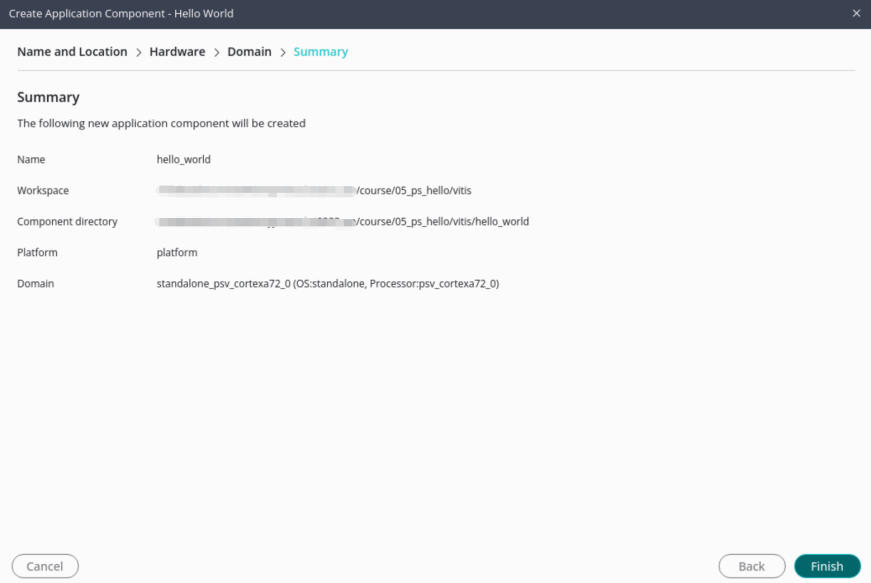 Create Application Component - Hello World
Name and Location > Hardware > Domain > Summary
Summary
The following new application component will be created
Name hello_world
Workspace /course/05_ps_hello/vitis
Component directory /course/05_ps_hello/vitis/hello_world
Platform platform
Domain standalone_psv_cortexa72_0 (OS:standalone, Processor:psv_cortexa72_0)
Cancel Back Finish